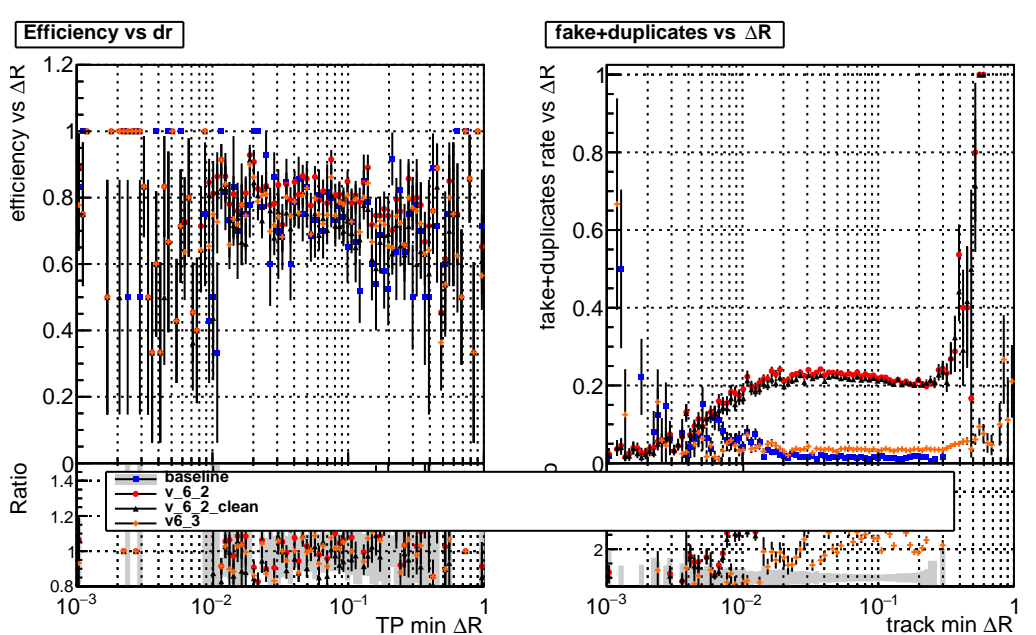 Efficiency vs dr
efficiency vs ΔR
1.2
1
0.8
0.6
0.4
0.2
0
Ratio
1.4
1.2
1
0.8
10⁻³
10⁻²
10⁻¹
1
TP min ΔR
fake+duplicates vs ΔR
fake+duplicates rate vs ΔR
1
0.8
0.6
0.4
0.2
0
2
10⁻³
10⁻²
10⁻¹
1
track min ΔR
baseline
v_6_2
v_6_2_clean
v6_3